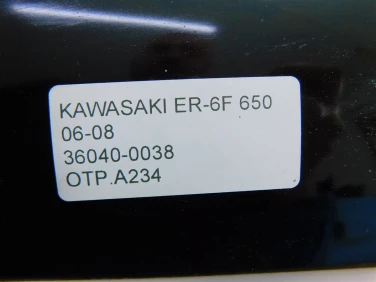 KAWASAKI ER-6F 650
06-08
36040-0038
OTP.A234